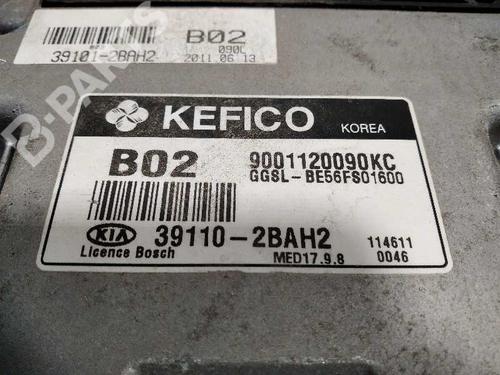 B02
090L
39101-2BAH2
2011.06.13
B-PARTS
KEFICO
KOREA
B02
9001120090KC
GGSL-BE56FS01600
KIA
39110-2BAH2
114611
Licence Bosch
MED17.9.8
0046